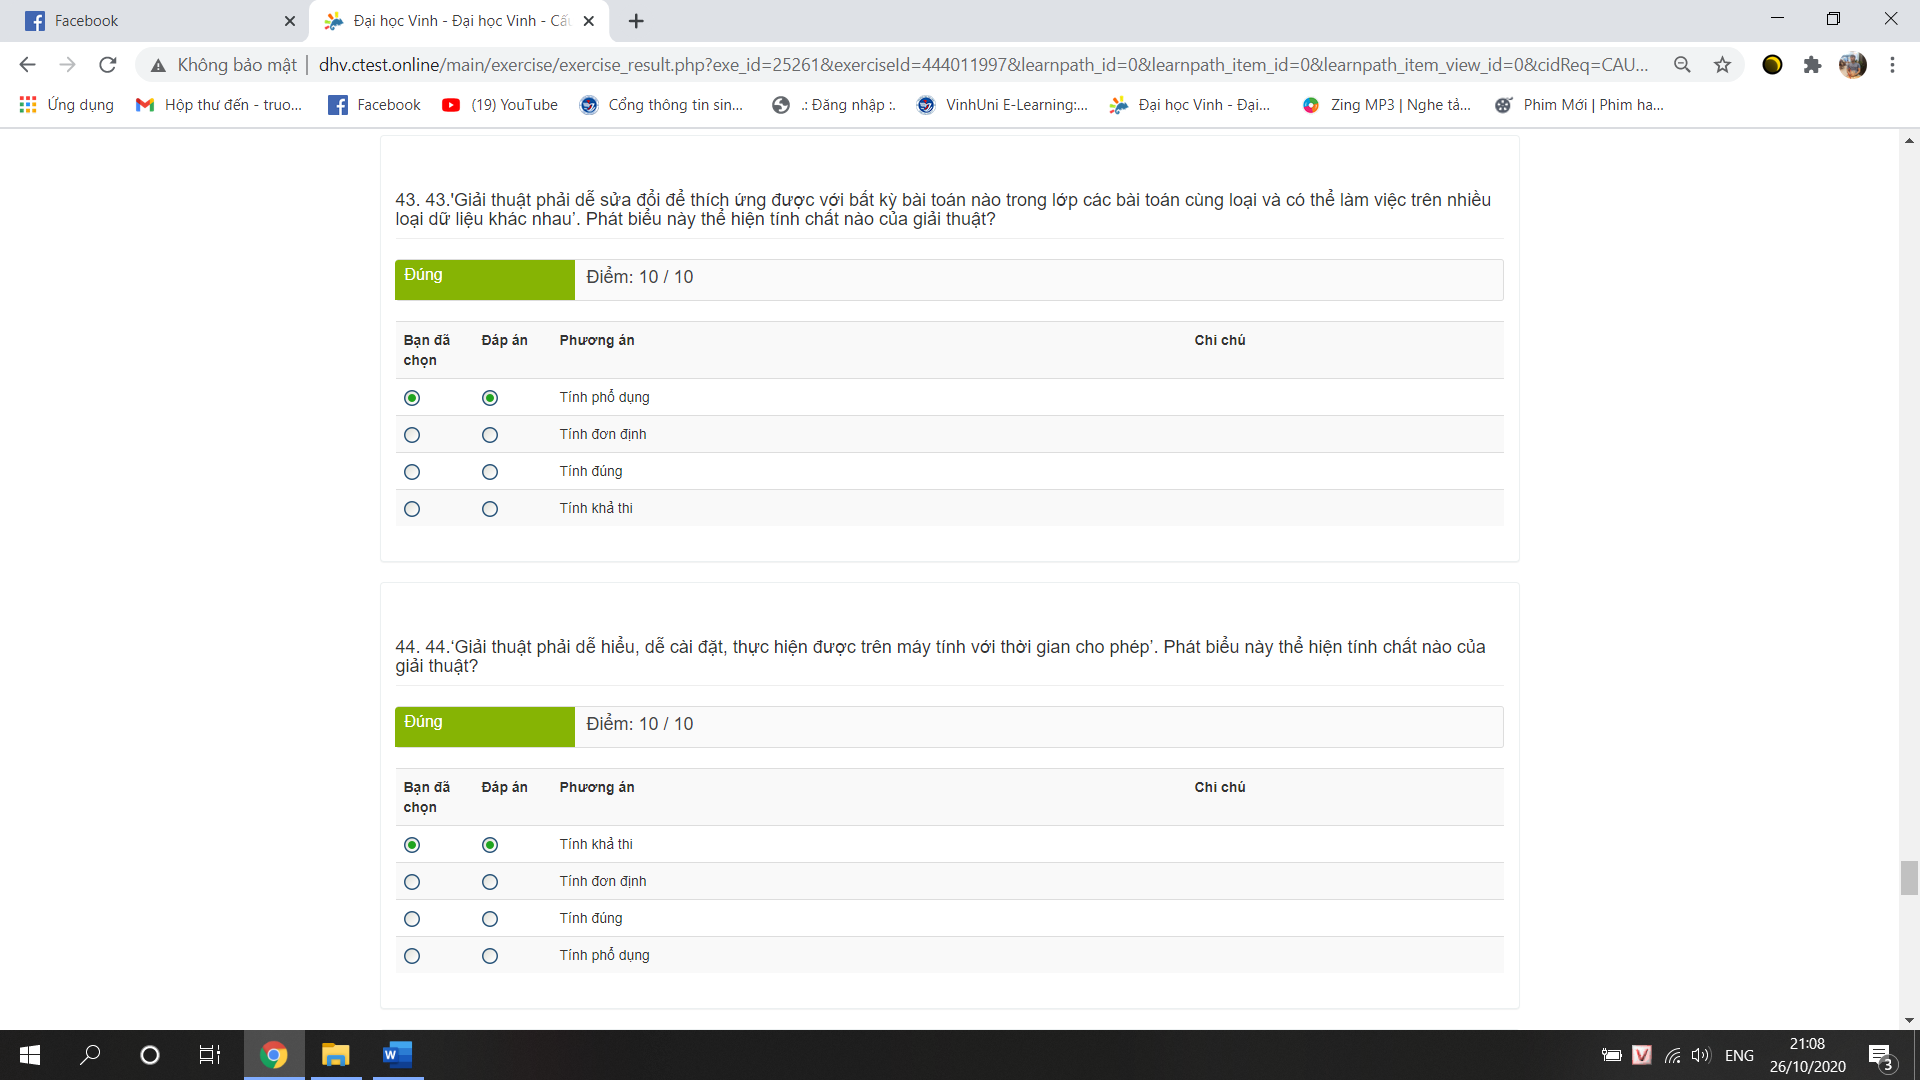 Facebook
Đại học Vinh - Đại học Vinh - Cấu
Không bảo mật
dhv.ctest.online/main/exercise/exercise_result.php?exe_id=25261&exerciseId=444011997&learnpath_id=0&learnpath_item_id=0&learnpath_item_view_id=0&cidReq=CAU...
Ứng dụng
Hộp thư đến - truo...
Facebook
(19) YouTube
Cổng thông tin sin...
.: Đăng nhập :.
VinhUni E-Learning:...
Đại học Vinh - Đại...
Zing MP3 | Nghe tả...
Phim Mới | Phim ha...
43. 43.'Giải thuật phải dễ sửa đổi để thích ứng được với bất kỳ bài toán nào trong lớp các bài toán cùng loại và có thể làm việc trên nhiều
loại dữ liệu khác nhau’. Phát biểu này thể hiện tính chất nào của giải thuật?
Đúng
Điểm: 10 / 10
Bạn đã chọn
Đáp án
Phương án
Chi chú
Tính phổ dụng
Tính đơn định
Tính đúng
Tính khả thi
44. 44.‘Giải thuật phải dễ hiểu, dễ cài đặt, thực hiện được trên máy tính với thời gian cho phép’. Phát biểu này thể hiện tính chất nào của
giải thuật?
Đúng
Điểm: 10 / 10
Bạn đã chọn
Đáp án
Phương án
Chi chú
Tính khả thi
Tính đơn định
Tính đúng
Tính phổ dụng
ENG
21:08
26/10/2020
3